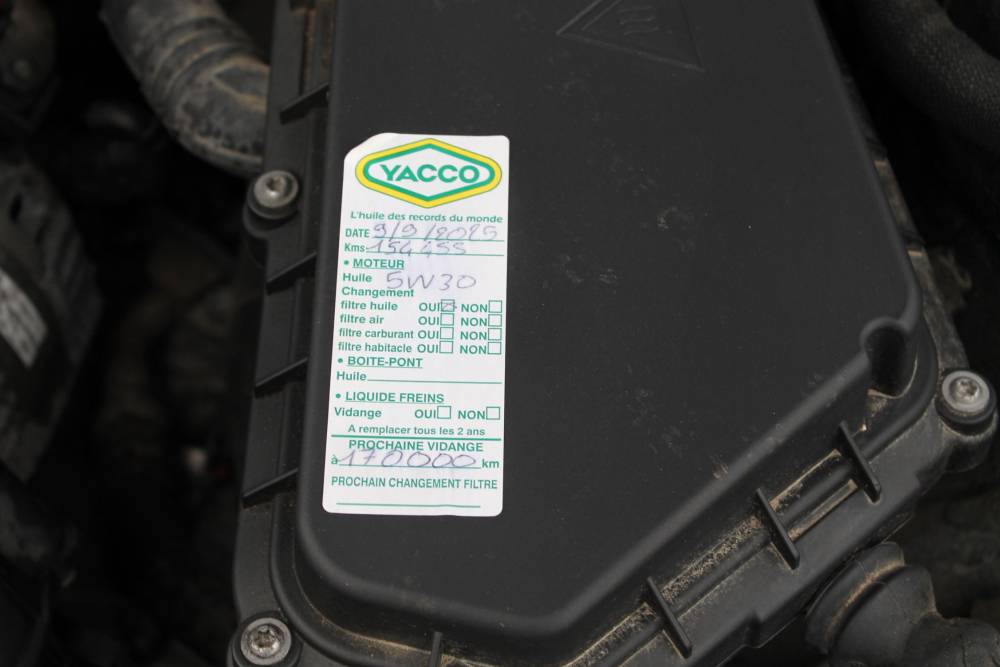 YACCO
L'huile des records du monde
DATE 9/9/2025
Kms 154455
• MOTEUR
Huile 5W30
Changement
filtre huile OUI☒ NON☐
filtre air OUI☐ NON☐
filtre carburant OUI☐ NON☐
filtre habitacle OUI☐ NON☐
• BOITE-PONT
Huile
• LIQUIDE FREINS
Vidange OUI☐ NON☐
A remplacer tous les 2 ans
PROCHAINE VIDANGE
à 170000 km
PROCHAIN CHANGEMENT FILTRE